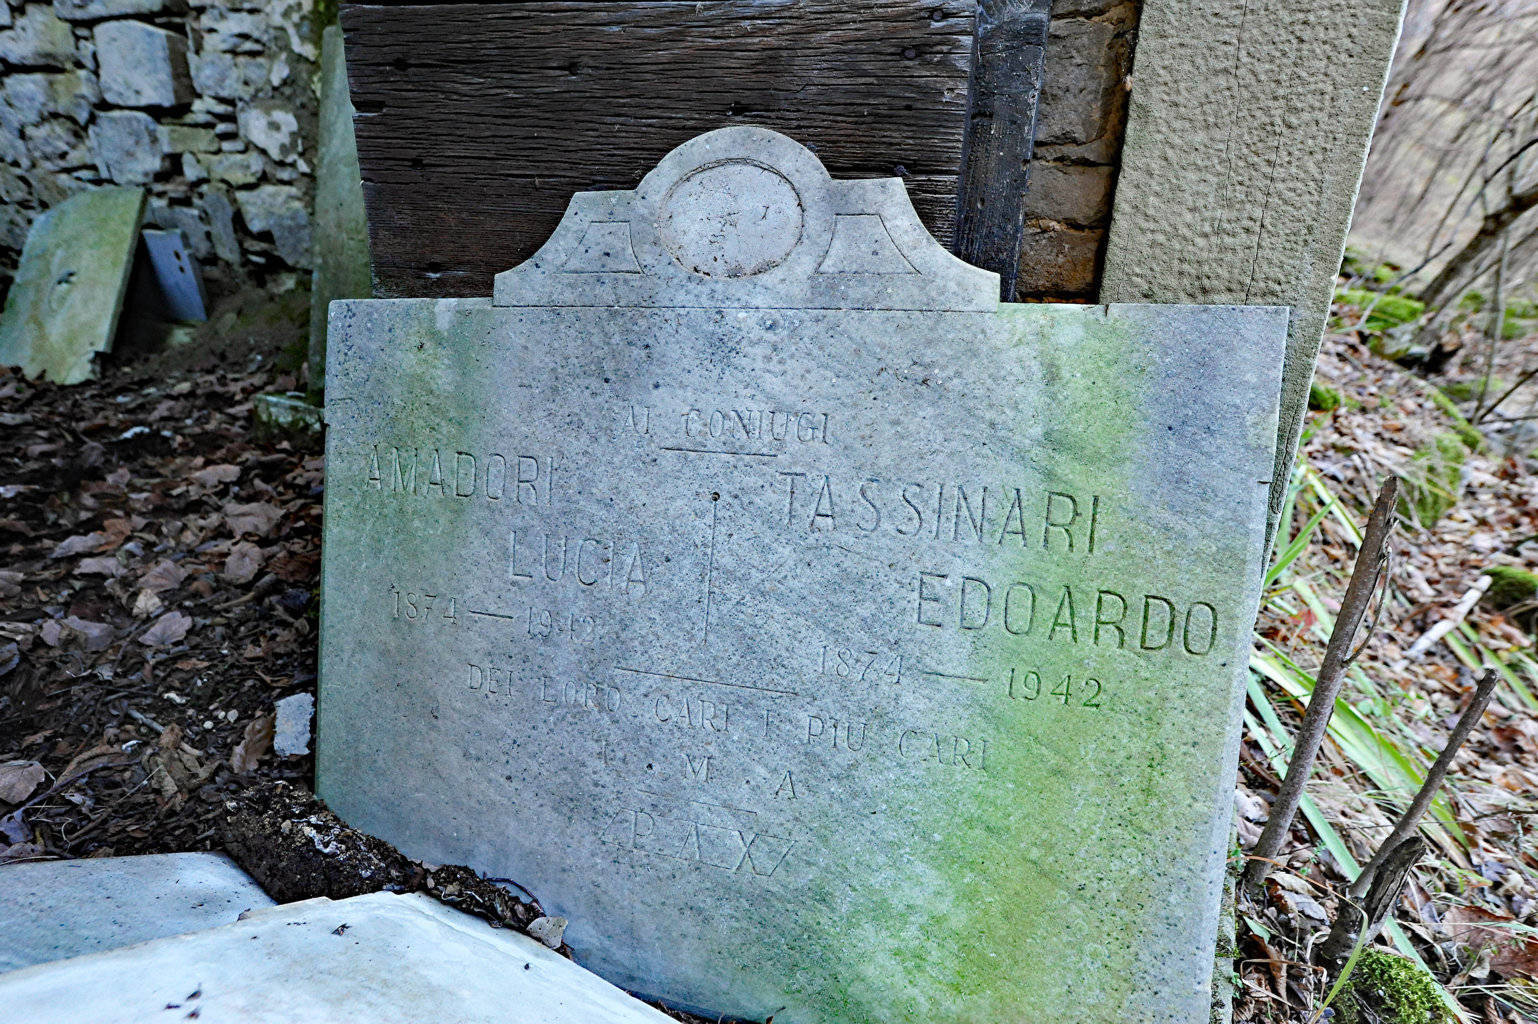 AI CONIUGI
AMADORI
LUCIA
1874 — 1942
TASSINARI
EDOARDO
1874 — 1942
DEI LORO CARI I PIU CARI
M A
PAX